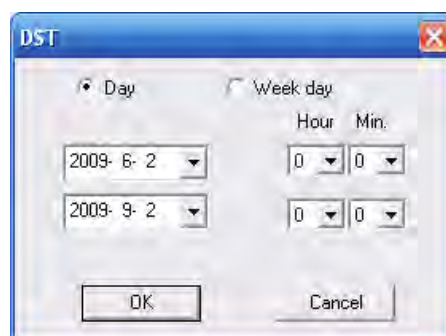 DST
Day Week day
Hour Min.
2009- 6- 2 0 0
2009- 9- 2 0 0
OK Cancel